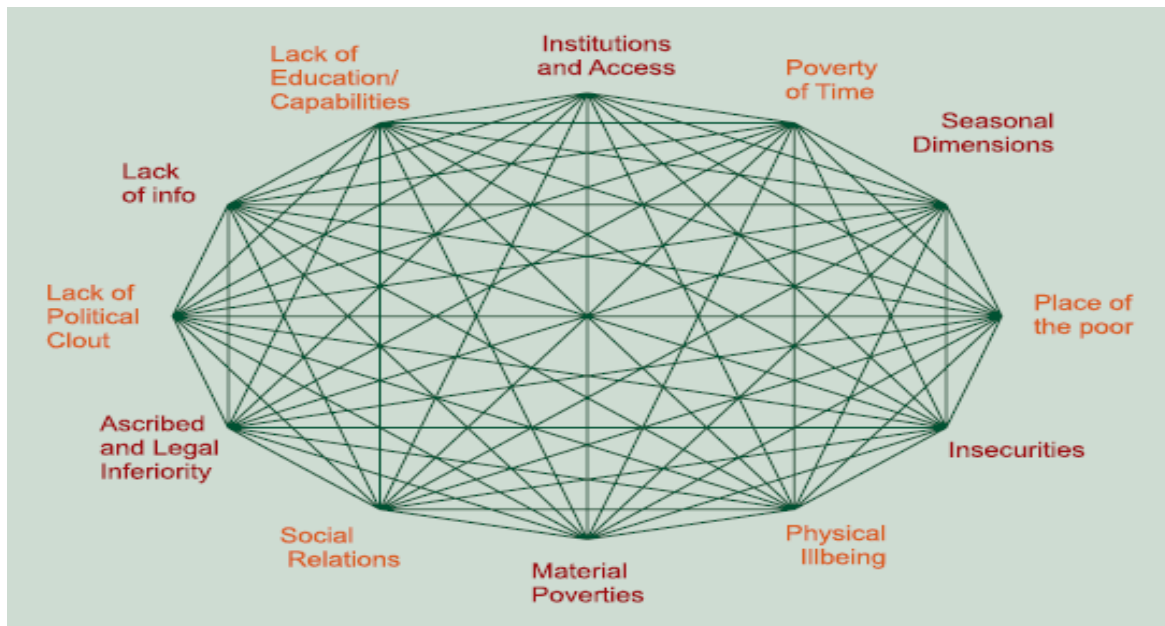 Institutions
and Access
Lack of
Education/
Capabilities
Poverty
of Time
Seasonal
Dimensions
Lack
of info
Lack of
Political
Clout
Place of
the poor
Ascribed
and Legal
Inferiority
Insecurities
Social
Relations
Physical
Illbeing
Material
Poverties